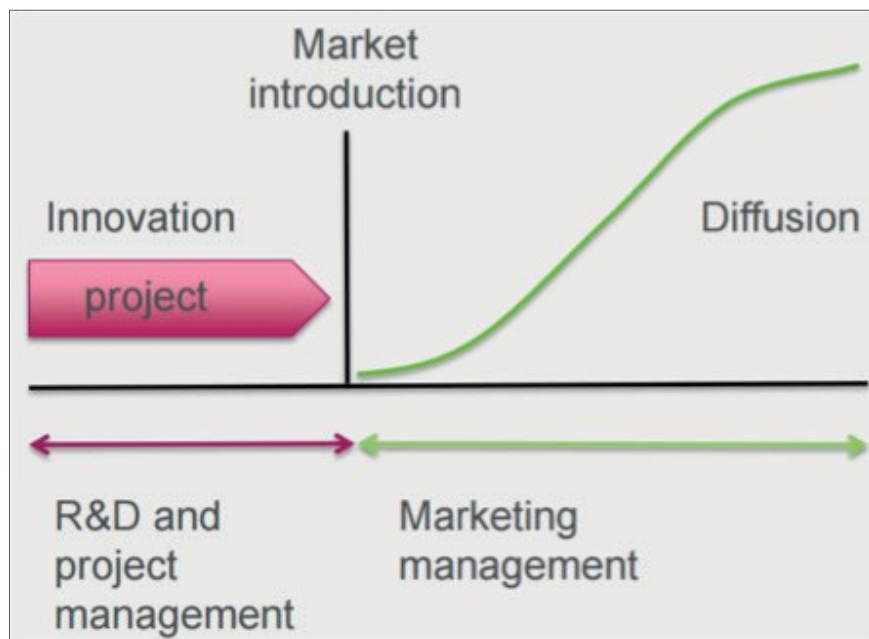 Market
introduction
Innovation
project
Diffusion
R&D and
project
management
Marketing
management